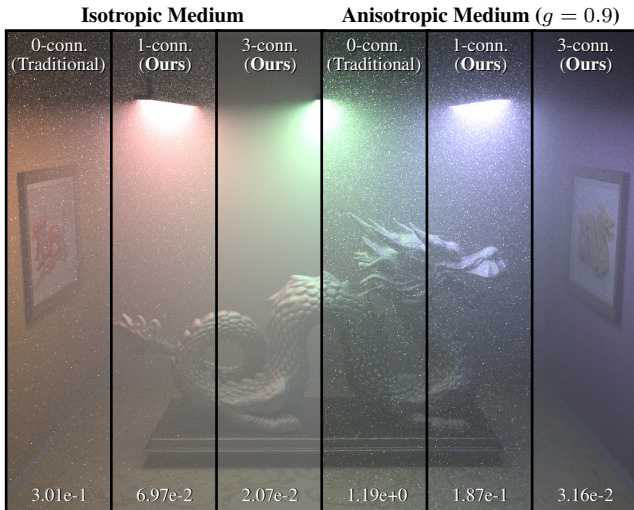 Isotropic Medium
Anisotropic Medium (g = 0.9)
0-conn.
(Traditional)
1-conn.
(Ours)
3-conn.
(Ours)
0-conn.
(Traditional)
1-conn.
(Ours)
3-conn.
(Ours)
3.01e-1
6.97e-2
2.07e-2
1.19e+0
1.87e-1
3.16e-2